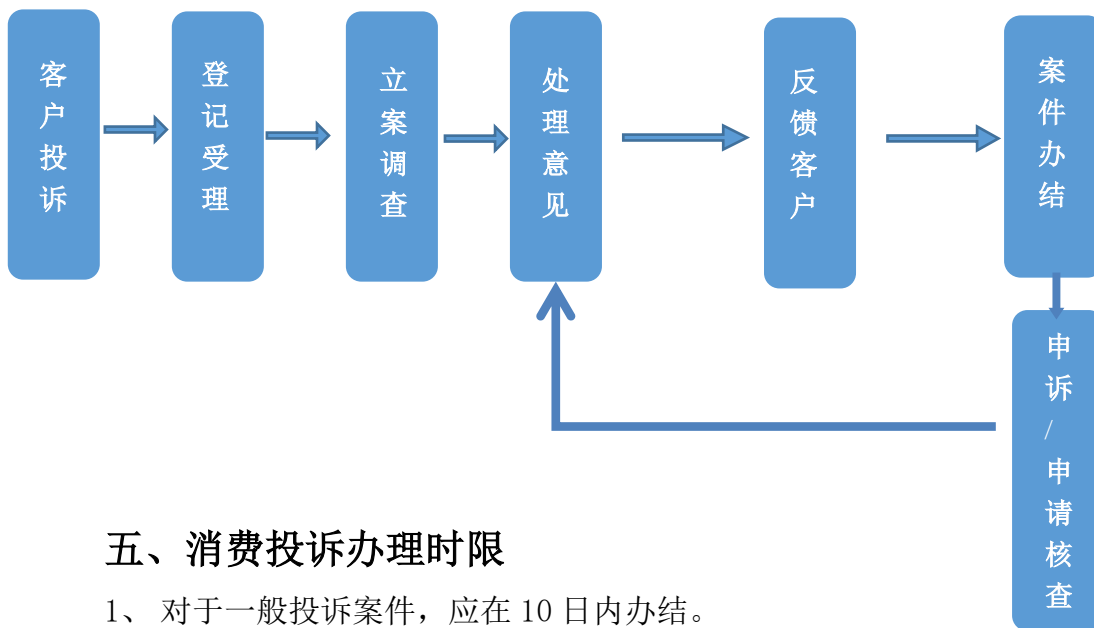 客户投诉
登记受理
立案调查
处理意见
反馈客户
案件办结
申诉/申请核查
五、消费投诉办理时限
1、 对于一般投诉案件，应在 10 日内办结。